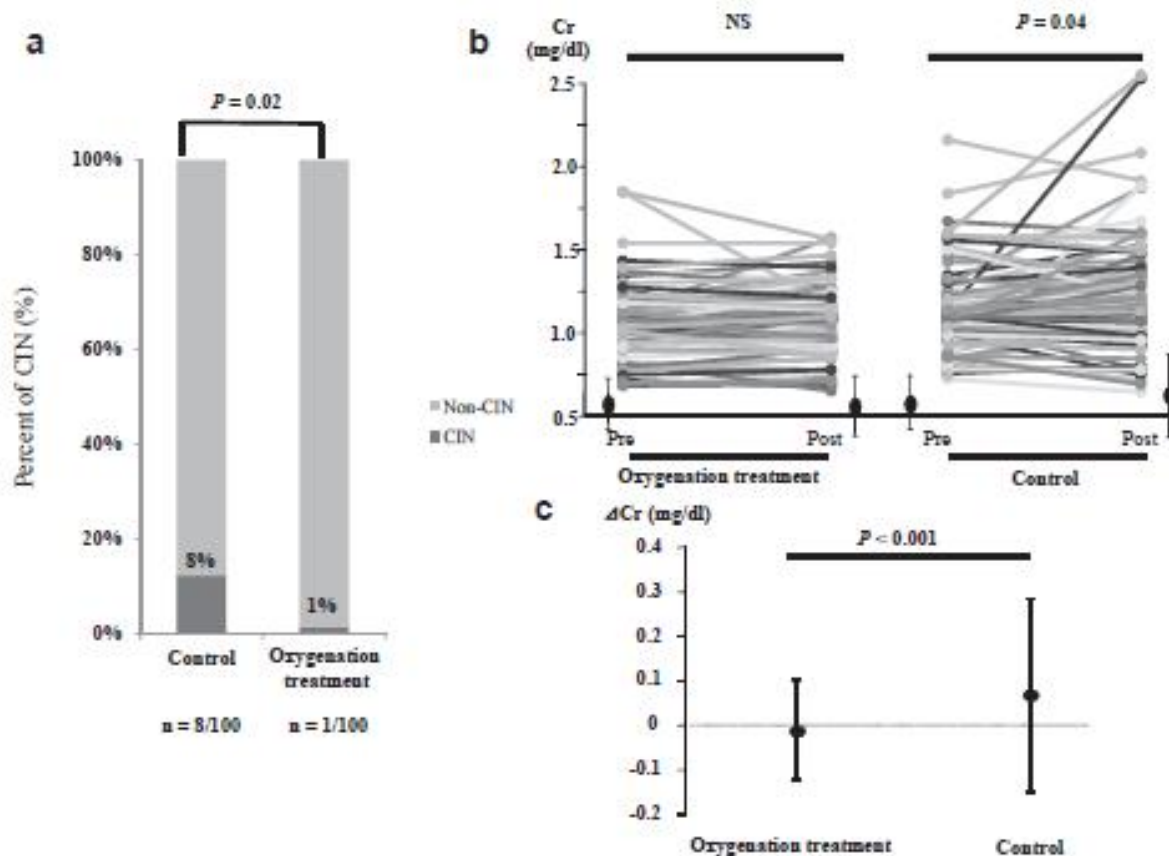 a
P = 0.02
100%
80%
60%
40%
20%
0%
Percent of CIN (%)
8%
1%
Control
Oxygenation
treatment
n = 8/100
n = 1/100
Non-CIN
CIN
b
Cr
(mg/dl)
NS
P = 0.04
2.5
2.0
1.5
1.0
0.5
Pre
Post
Pre
Post
Oxygenation treatment
Control
c
⊿Cr (mg/dl)
P < 0.001
0.4
0.3
0.2
0.1
0
-0.1
-0.2
Oxygenation treatment
Control